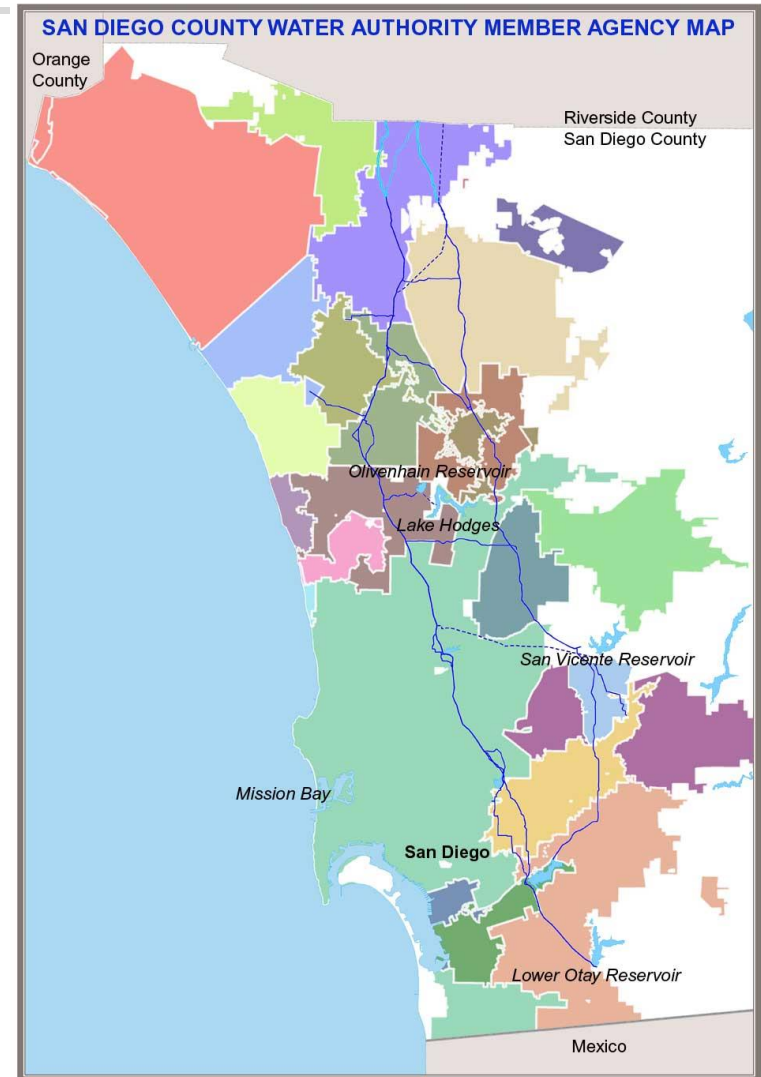 SAN DIEGO COUNTY WATER AUTHORITY MEMBER AGENCY MAP
Orange
County
Riverside County
San Diego County
Olivenhain Reservoir
Lake Hodges
San Vicente Reservoir
Mission Bay
San Diego
Lower Otay Reservoir
Mexico